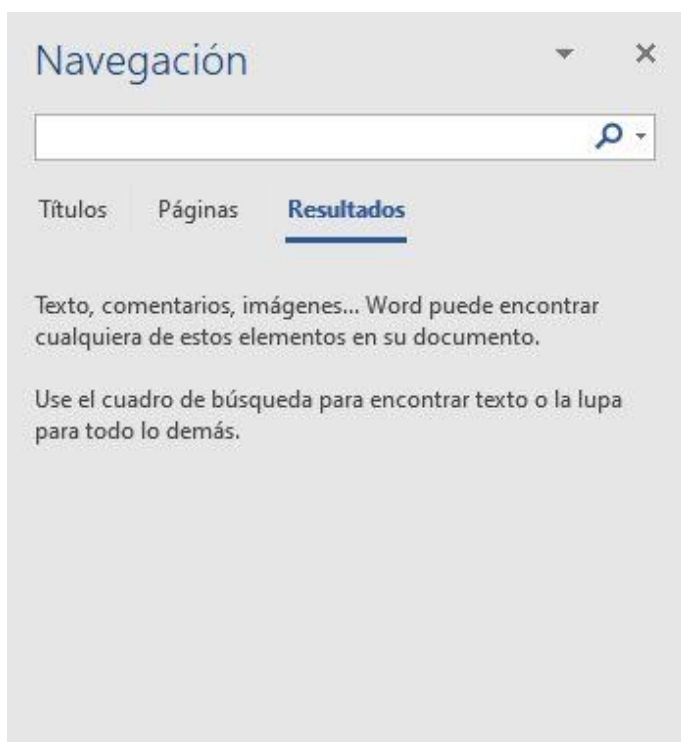 Navegación
Títulos Páginas Resultados
Texto, comentarios, imágenes... Word puede encontrar
cualquiera de estos elementos en su documento.
Use el cuadro de búsqueda para encontrar texto o la lupa
para todo lo demás.